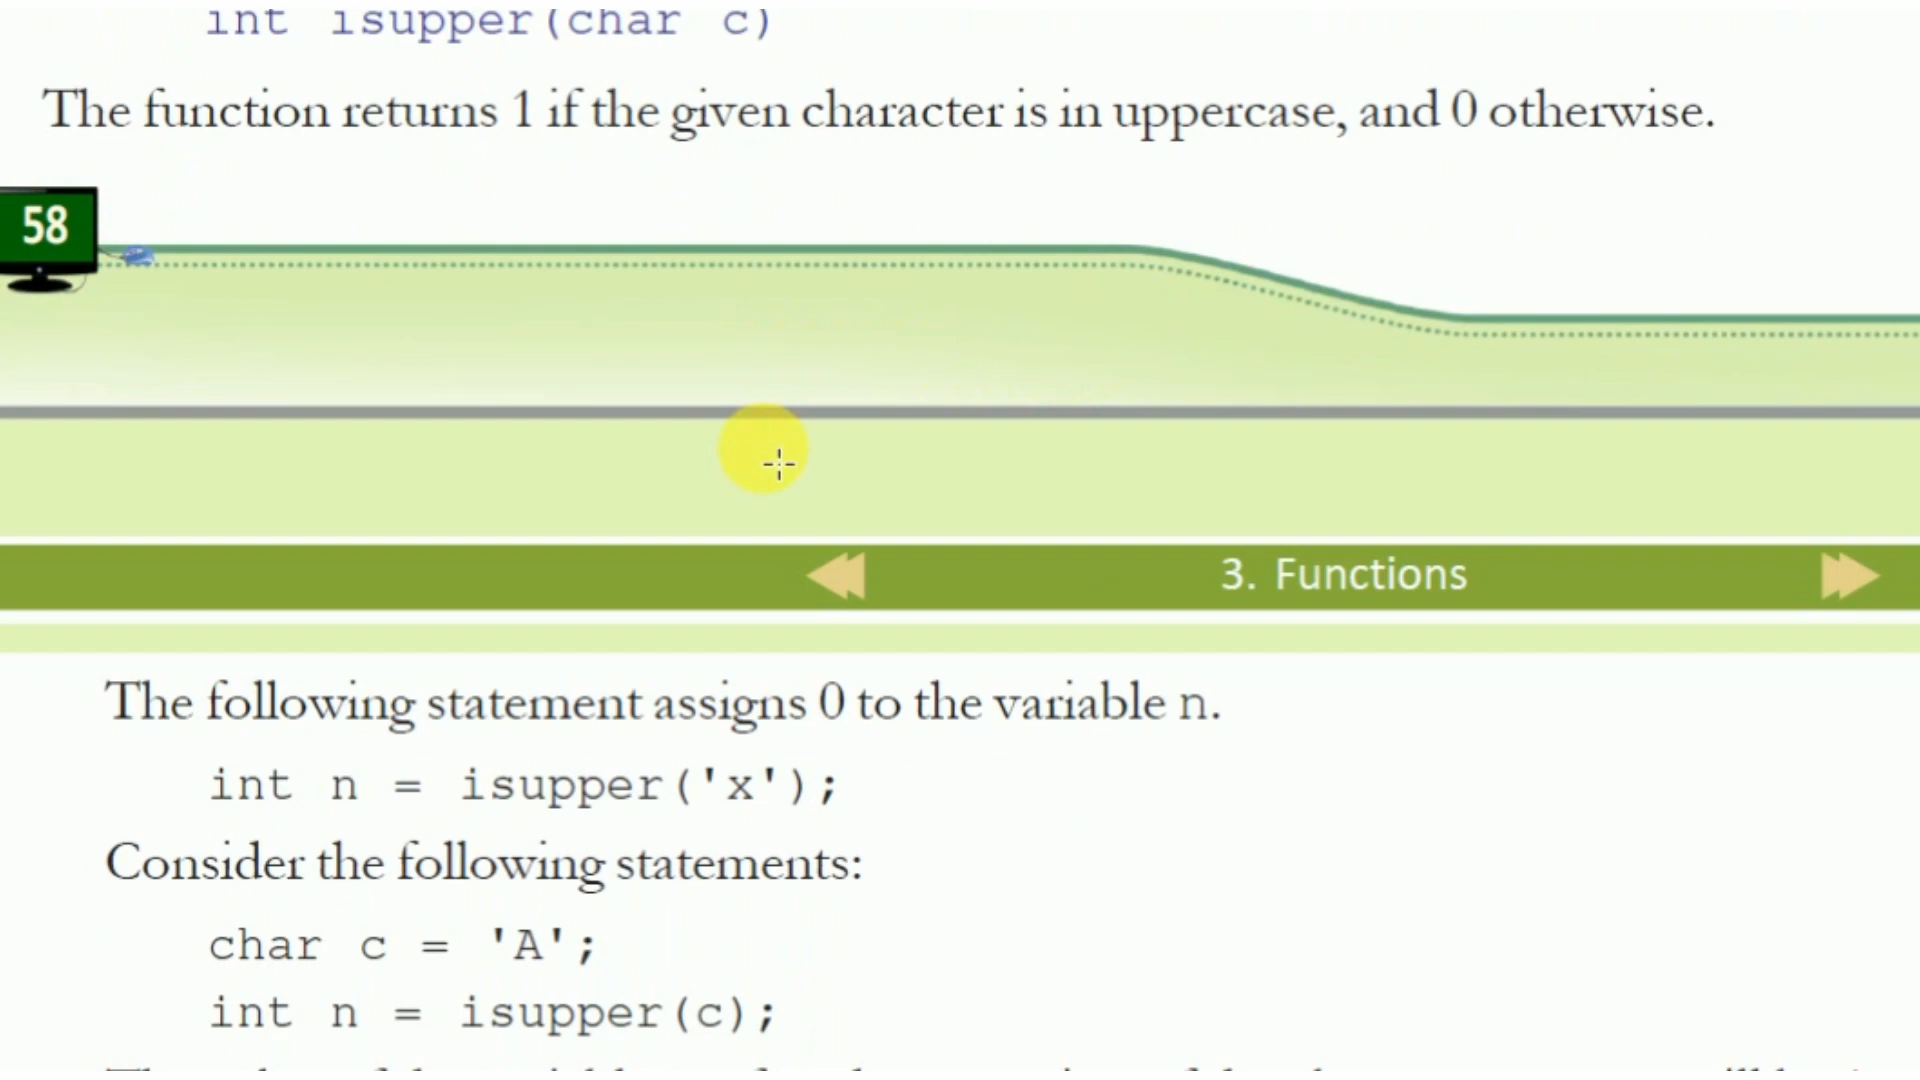 int isupper(char c)
The function returns 1 if the given character is in uppercase, and 0 otherwise.
58
3. Functions
The following statement assigns 0 to the variable n.
int n = isupper('x');
Consider the following statements:
char c = 'A';
int n = isupper(c);